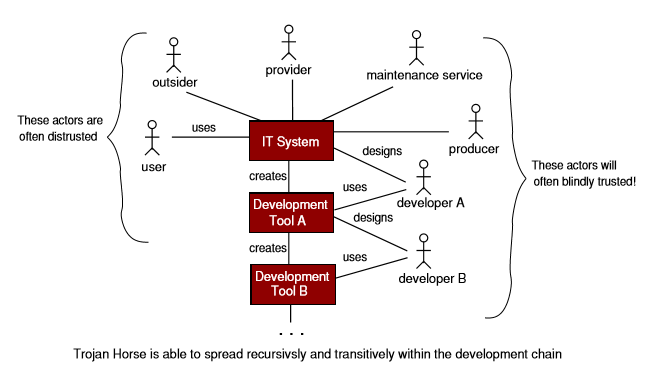 provider
maintenance service
outsider
These actors are
often distrusted
uses
IT System
producer
user
designs
These actors will
often blindly trusted!
creates
uses
developer A
Development
Tool A
designs
creates
uses
Development
Tool B
developer B
. . .
Trojan Horse is able to spread recursivsly and transitively within the development chain